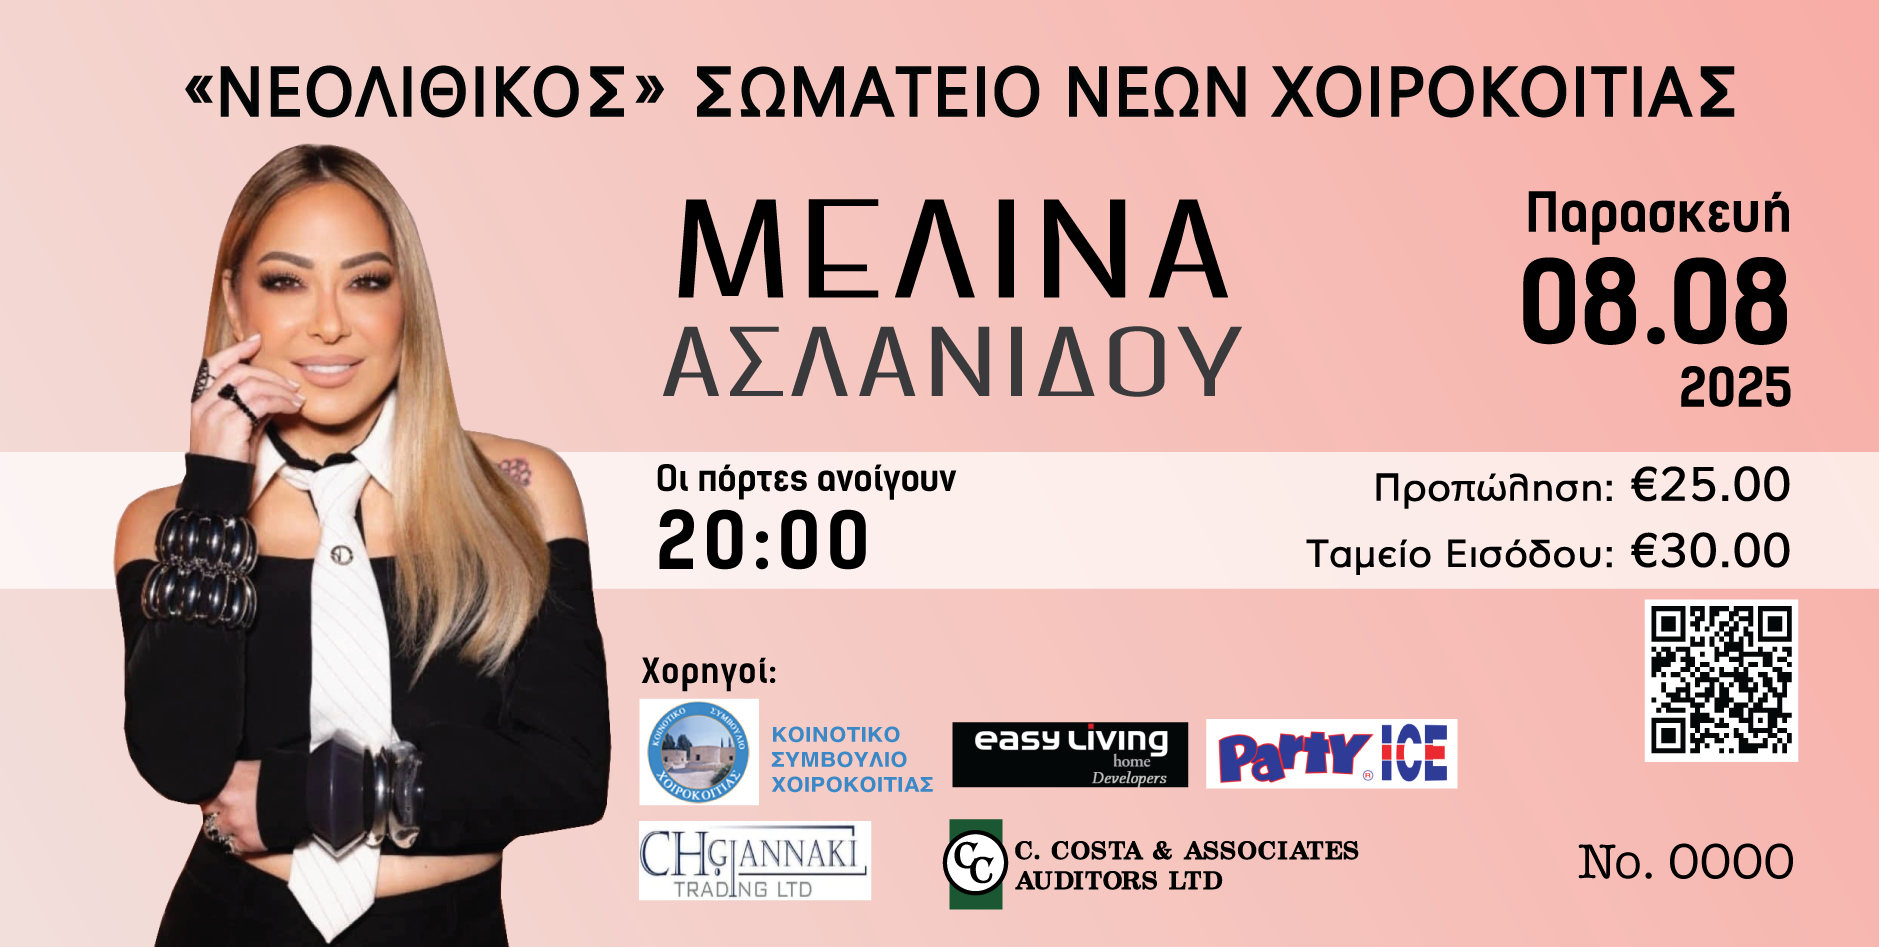 «ΝΕΟΛΙΘΙΚΟΣ» ΣΩΜΑΤΕΙΟ ΝΕΩΝ ΧΟΙΡΟΚΟΙΤΙΑΣ
ΜΕΛΙΝΑ
ΑΣΛΑΝΙΔΟΥ
Παρασκευή
08.08
2025
Οι πόρτες ανοίγουν
20:00
Προπώληση: €25.00
Ταμείο Εισόδου: €30.00
Χορηγοί:
ΚΟΙΝΟΤΙΚΟ ΣΥΜΒΟΥΛΙΟ
ΧΟΙΡΟΚΟΙΤΙΑΣ
ΚΟΙΝΟΤΙΚΟ
ΣΥΜΒΟΥΛΙΟ
ΧΟΙΡΟΚΟΙΤΙΑΣ
easy Living
home
Developers
Party ICE
®
CHGIANNAKI
TRADING LTD
CC
C. COSTA & ASSOCIATES
AUDITORS LTD
No. 0000